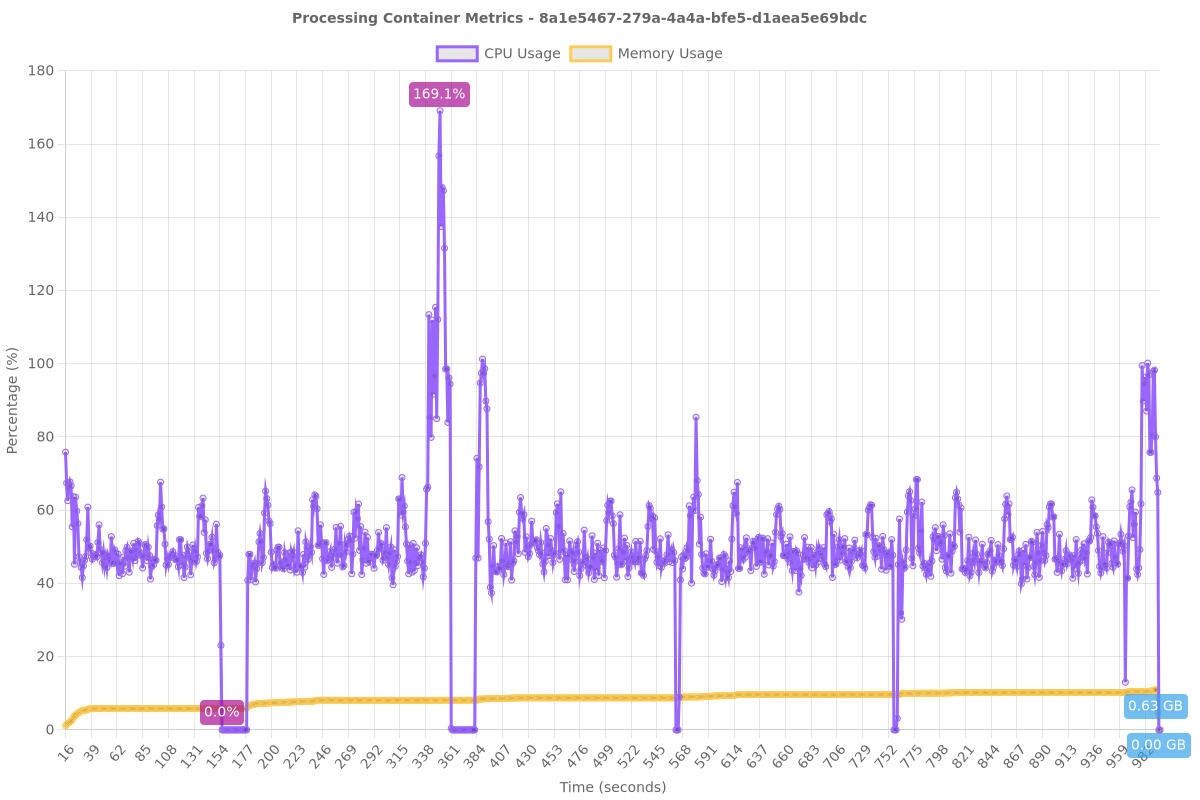 Processing Container Metrics - 8a1e5467-279a-4a4a-bfe5-d1aea5e69bdc
CPU Usage
Memory Usage
180
160
140
120
100
80
60
40
20
0
Percentage (%)
169.1%
0.0%
0.63 GB
0.00 GB
16 39 62 85 108 131 154 177 200 223 246 269 292 315 338 361 384 407 430 453 476 499 522 545 568 591 614 637 660 683 706 729 752 775 798 821 844 867 890 913 936 959 982
Time (seconds)